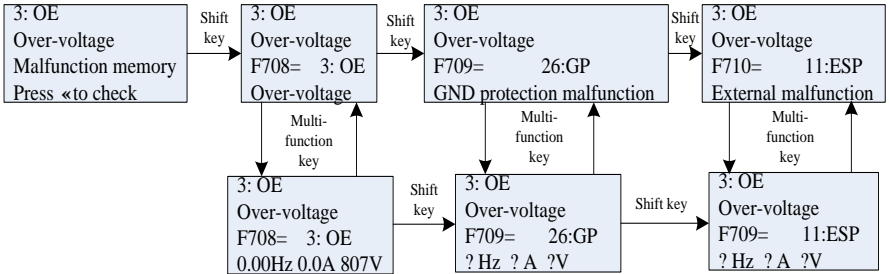 3: OE
Over-voltage
Malfunction memory
Press «to check
Shift
key
3: OE
Over-voltage
F708= 3: OE
Over-voltage
Shift
key
3: OE
Over-voltage
F709= 26:GP
GND protection malfunction
Shift
key
3: OE
Over-voltage
F710= 11:ESP
External malfunction
Multi-
function
key
Multi-
function
key
Multi-
function
key
3: OE
Over-voltage
F708= 3: OE
0.00Hz 0.0A 807V
Shift
key
3: OE
Over-voltage
F709= 26:GP
? Hz ? A ?V
Shift key
3: OE
Over-voltage
F709= 11:ESP
? Hz ? A ?V